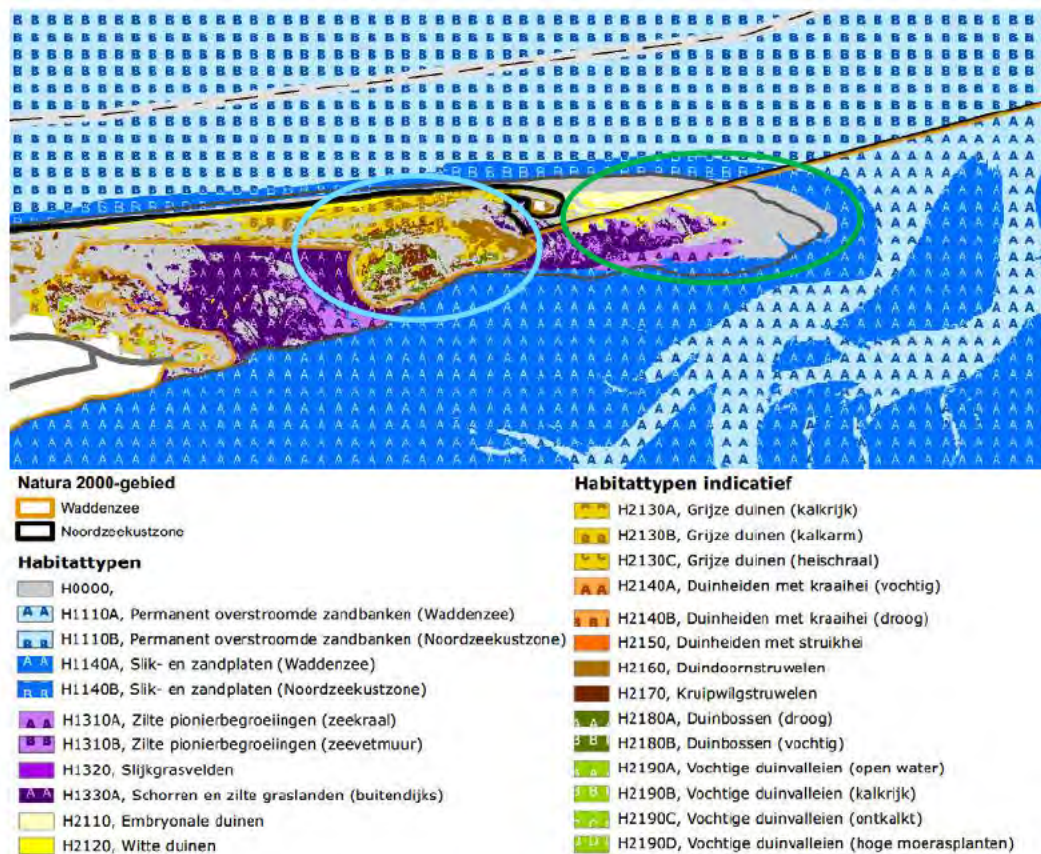 Natura 2000-gebied
Waddenzee
Noordzeekustzone
Habitattypen
H0000,
H1110A, Permanent overstroomde zandbanken (Waddenzee)
H1110B, Permanent overstroomde zandbanken (Noordzeekustzone)
H1140A, Slik- en zandplaten (Waddenzee)
H1140B, Slik- en zandplaten (Noordzeekustzone)
H1310A, Zilte pionierbegroeiingen (zeekraal)
H1310B, Zilte pionierbegroeiingen (zeevetmuur)
H1320, Slijkgrasvelden
H1330A, Schorren en zilte graslanden (buitendijks)
H2110, Embryonale duinen
H2120, Witte duinen
Habitattypen indicatief
H2130A, Grijze duinen (kalkrijk)
H2130B, Grijze duinen (kalkarm)
H2130C, Grijze duinen (heischraal)
H2140A, Duinheiden met kraaihei (vochtig)
H2140B, Duinheiden met kraaihei (droog)
H2150, Duinheiden met struikhei
H2160, Duindoornstruwelen
H2170, Kruipwilgstruwelen
H2180A, Duinbossen (droog)
H2180B, Duinbossen (vochtig)
H2190A, Vochtige duinvalleien (open water)
H2190B, Vochtige duinvalleien (kalkrijk)
H2190C, Vochtige duinvalleien (ontkalkt)
H2190D, Vochtige duinvalleien (hoge moerasplanten)